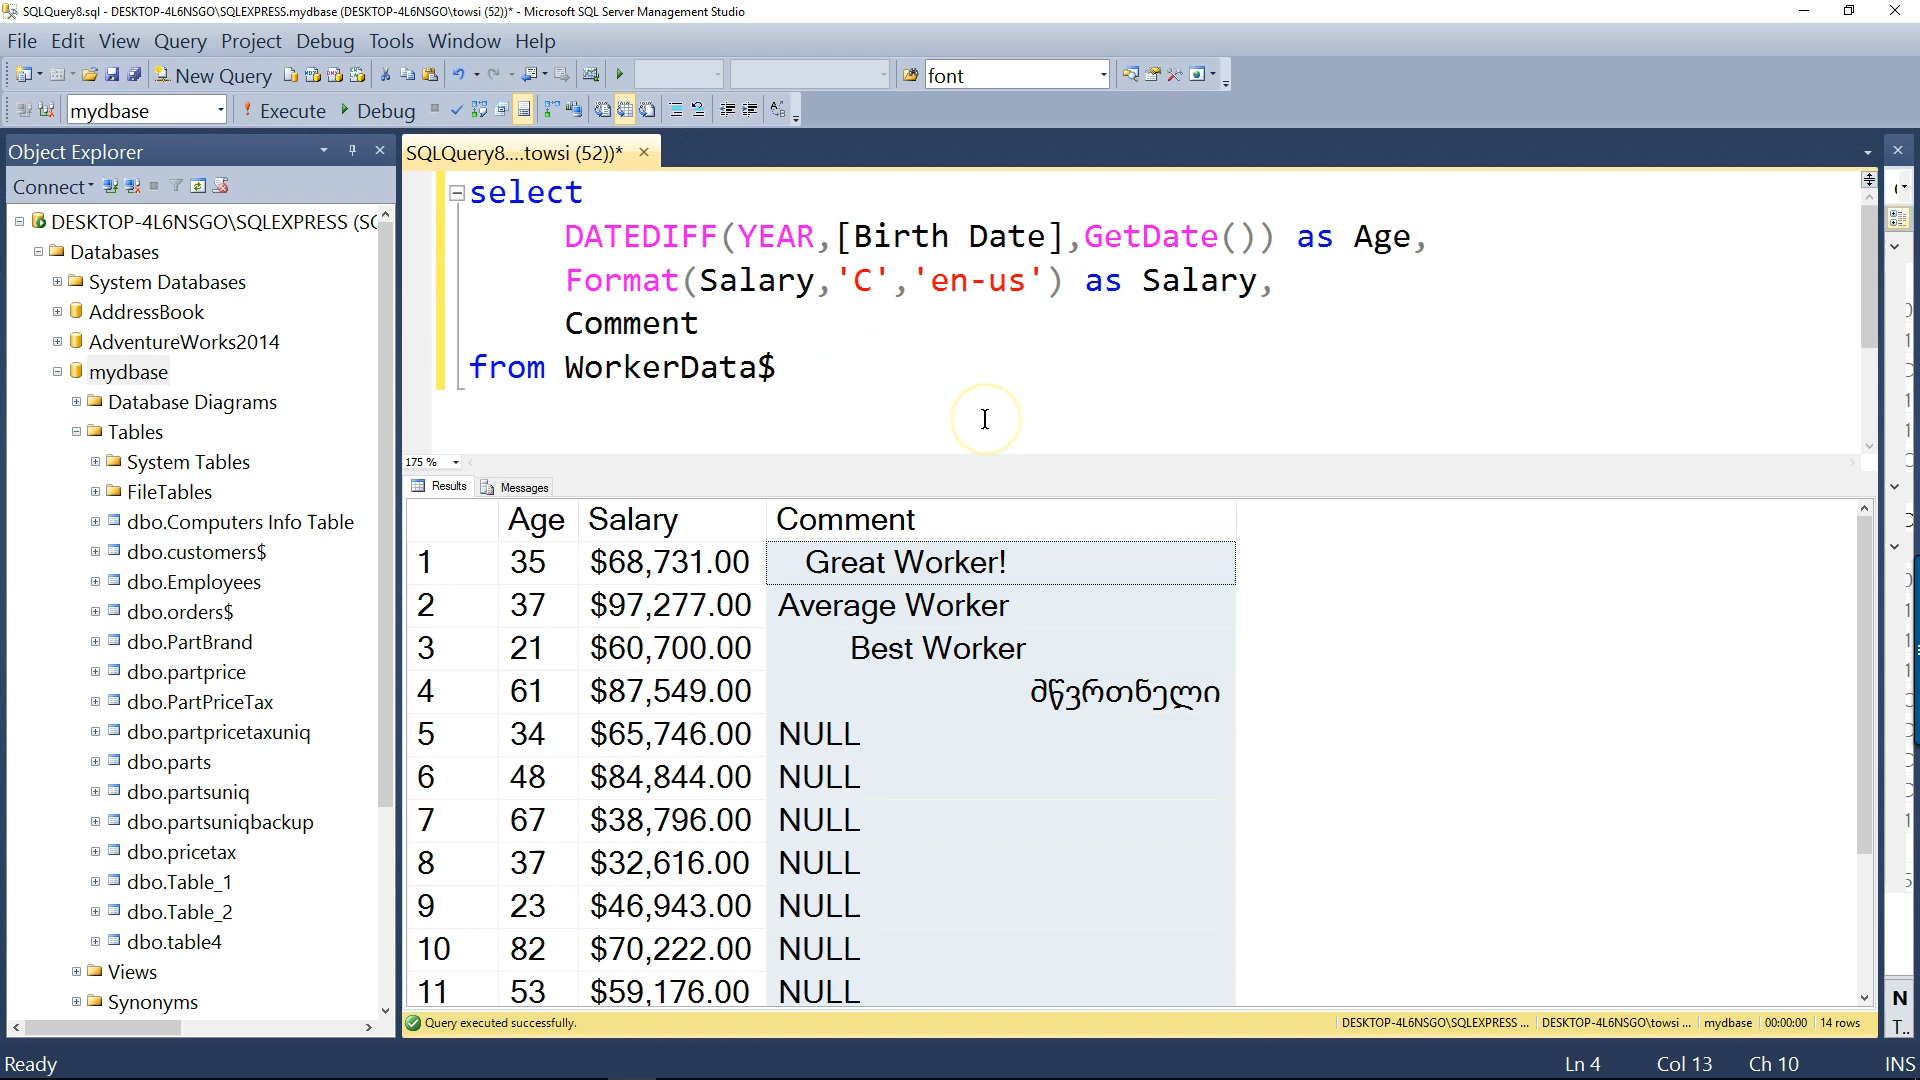 SQLQuery8.sql - DESKTOP-4L6NSGO\SQLEXPRESS.mydbase (DESKTOP-4L6NSGO\towsi (52))* - Microsoft SQL Server Management Studio
File Edit View Query Project Debug Tools Window Help
New Query font
mydbase Execute Debug
Object Explorer
Connect
DESKTOP-4L6NSGO\SQLEXPRESS (SC
Databases
System Databases
AddressBook
AdventureWorks2014
mydbase
Database Diagrams
Tables
System Tables
FileTables
dbo.Computers Info Table
dbo.customers$
dbo.Employees
dbo.orders$
dbo.PartBrand
dbo.partprice
dbo.PartPriceTax
dbo.partpricetaxuniq
dbo.parts
dbo.partsuniq
dbo.partsuniqbackup
dbo.pricetax
dbo.Table_1
dbo.Table_2
dbo.table4
Views
Synonyms
SQLQuery8....towsi (52))*
select
DATEDIFF(YEAR,[Birth Date],GetDate()) as Age,
Format(Salary,'C','en-us') as Salary,
Comment
from WorkerData$
175 %
Results Messages
Age Salary Comment
1 35 $68,731.00 Great Worker!
2 37 $97,277.00 Average Worker
3 21 $60,700.00 Best Worker
4 61 $87,549.00 მწვრთნელი
5 34 $65,746.00 NULL
6 48 $84,844.00 NULL
7 67 $38,796.00 NULL
8 37 $32,616.00 NULL
9 23 $46,943.00 NULL
10 82 $70,222.00 NULL
11 53 $59,176.00 NULL
Query executed successfully. DESKTOP-4L6NSGO\SQLEXPRESS ... DESKTOP-4L6NSGO\towsi ... mydbase 00:00:00 14 rows
N
T..
Ready Ln 4 Col 13 Ch 10 INS